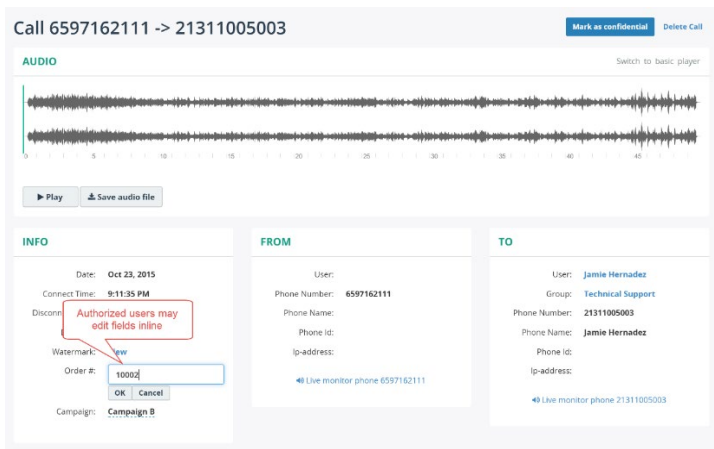 Call 6597162111 -> 21311005003
Mark as confidential
Delete Call
AUDIO
Switch to basic player
0 5 10 15 20 25 30 35 40 45
Play
Save audio file
INFO
Date: Oct 23, 2015
Connect Time: 9:11:35 PM
Authorized users may
edit fields inline
Watermark:
Order #: 10002
OK Cancel
Campaign: Campaign B
FROM
User:
Phone Number: 6597162111
Phone Name:
Phone Id:
Ip-address:
Live monitor phone 6597162111
TO
User: Jamie Hernadez
Group: Technical Support
Phone Number: 21311005003
Phone Name: Jamie Hernadez
Phone Id:
Ip-address:
Live monitor phone 21311005003